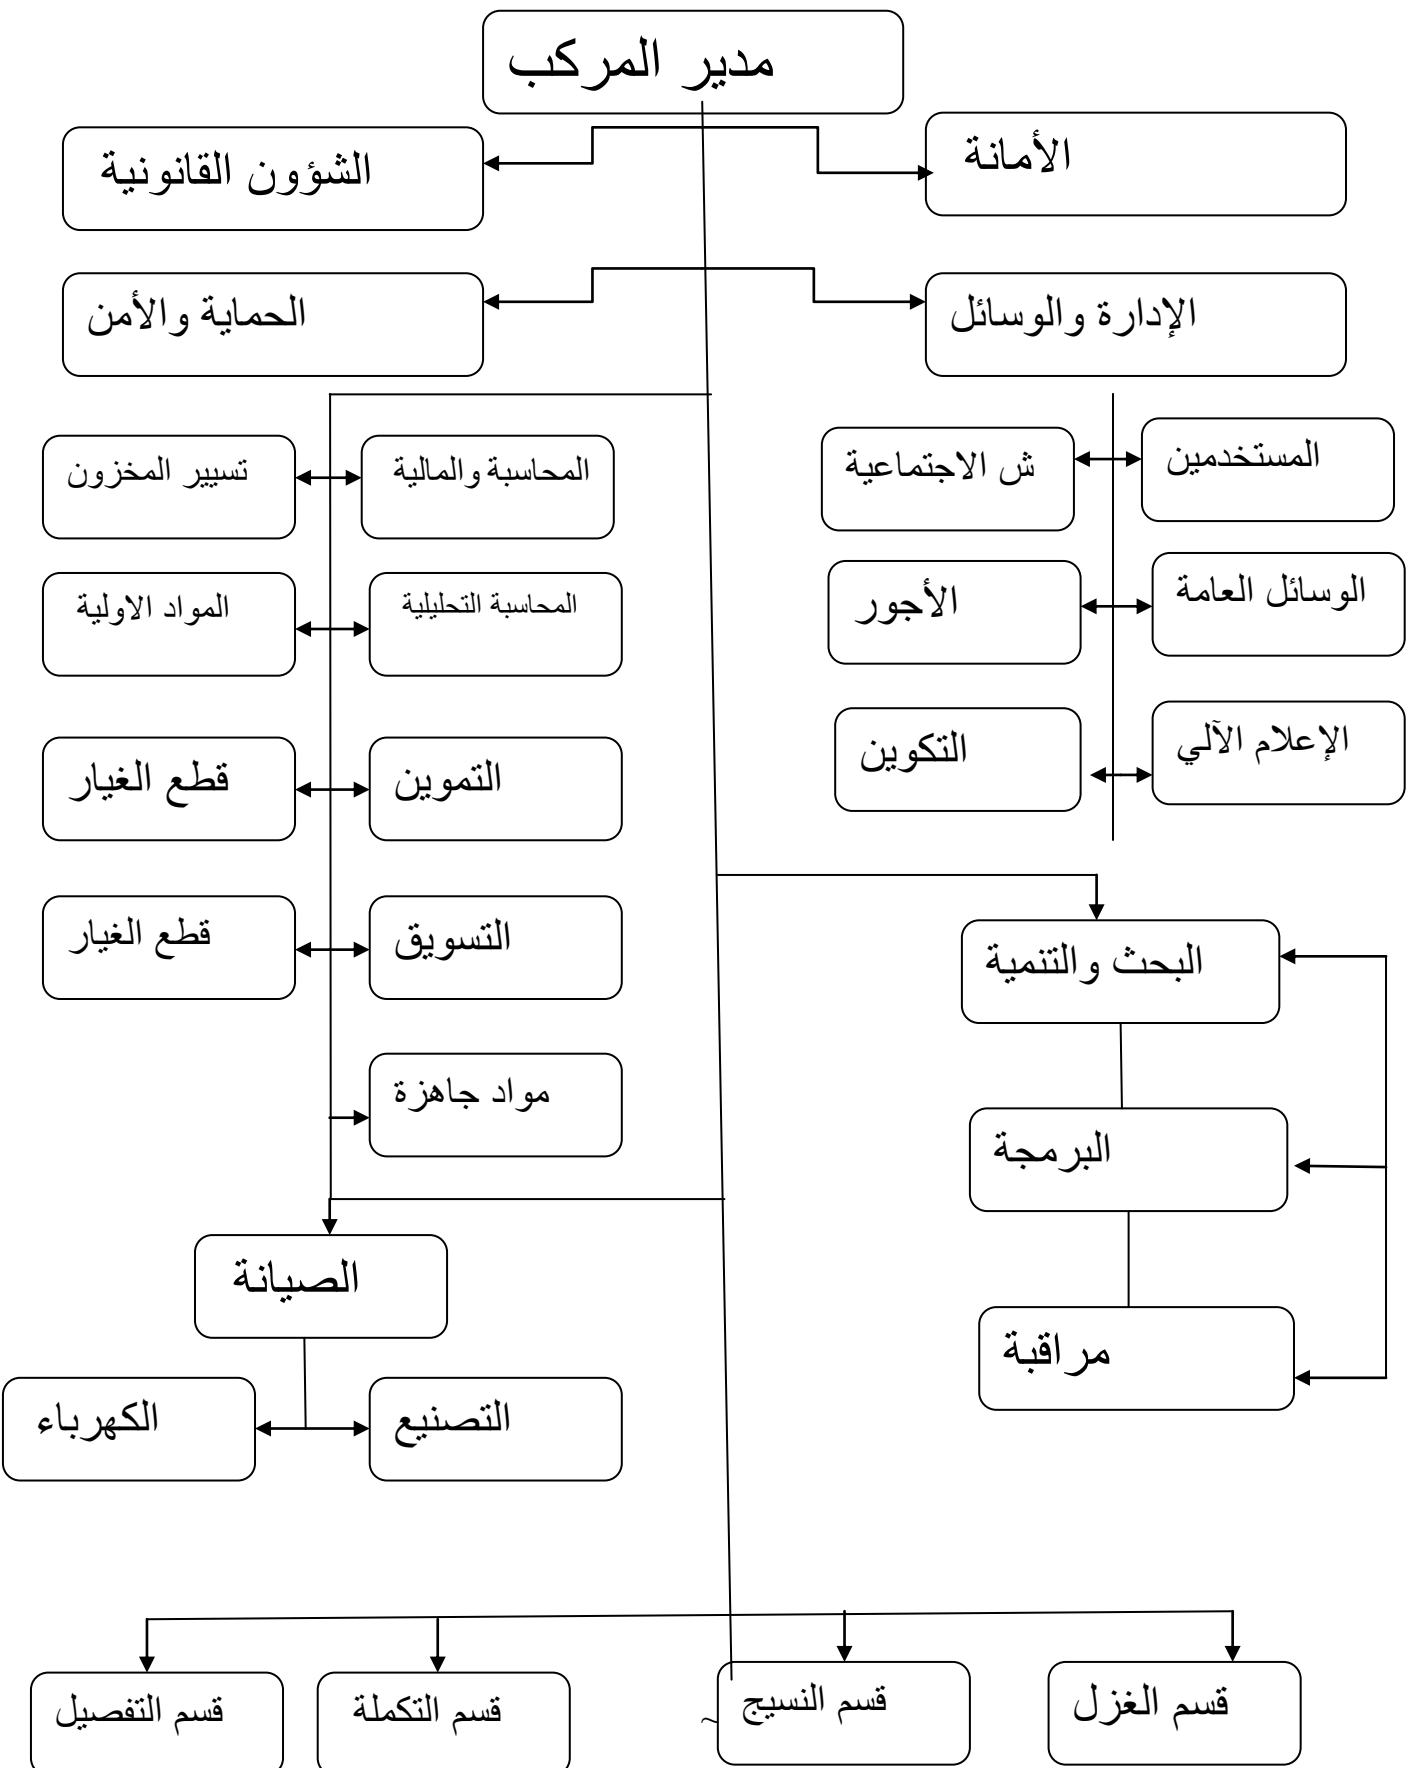 مدير المركب
الأمانة
الشؤون القانونية
الإدارة والوسائل
الحماية والأمن
المستخدمين
ش الاجتماعية
المحاسبة والمالية
تسيير المخزون
الوسائل العامة
الأجور
المحاسبة التحليلية
المواد الاولية
الإعلام الآلي
التكوين
التموين
قطع الغيار
البحث والتنمية
التسويق
قطع الغيار
مواد جاهزة
البرمجة
الصيانة
مراقبة
التصنيع
الكهرباء
قسم الغزل
قسم النسيج
~
قسم التكملة
قسم التفصيل